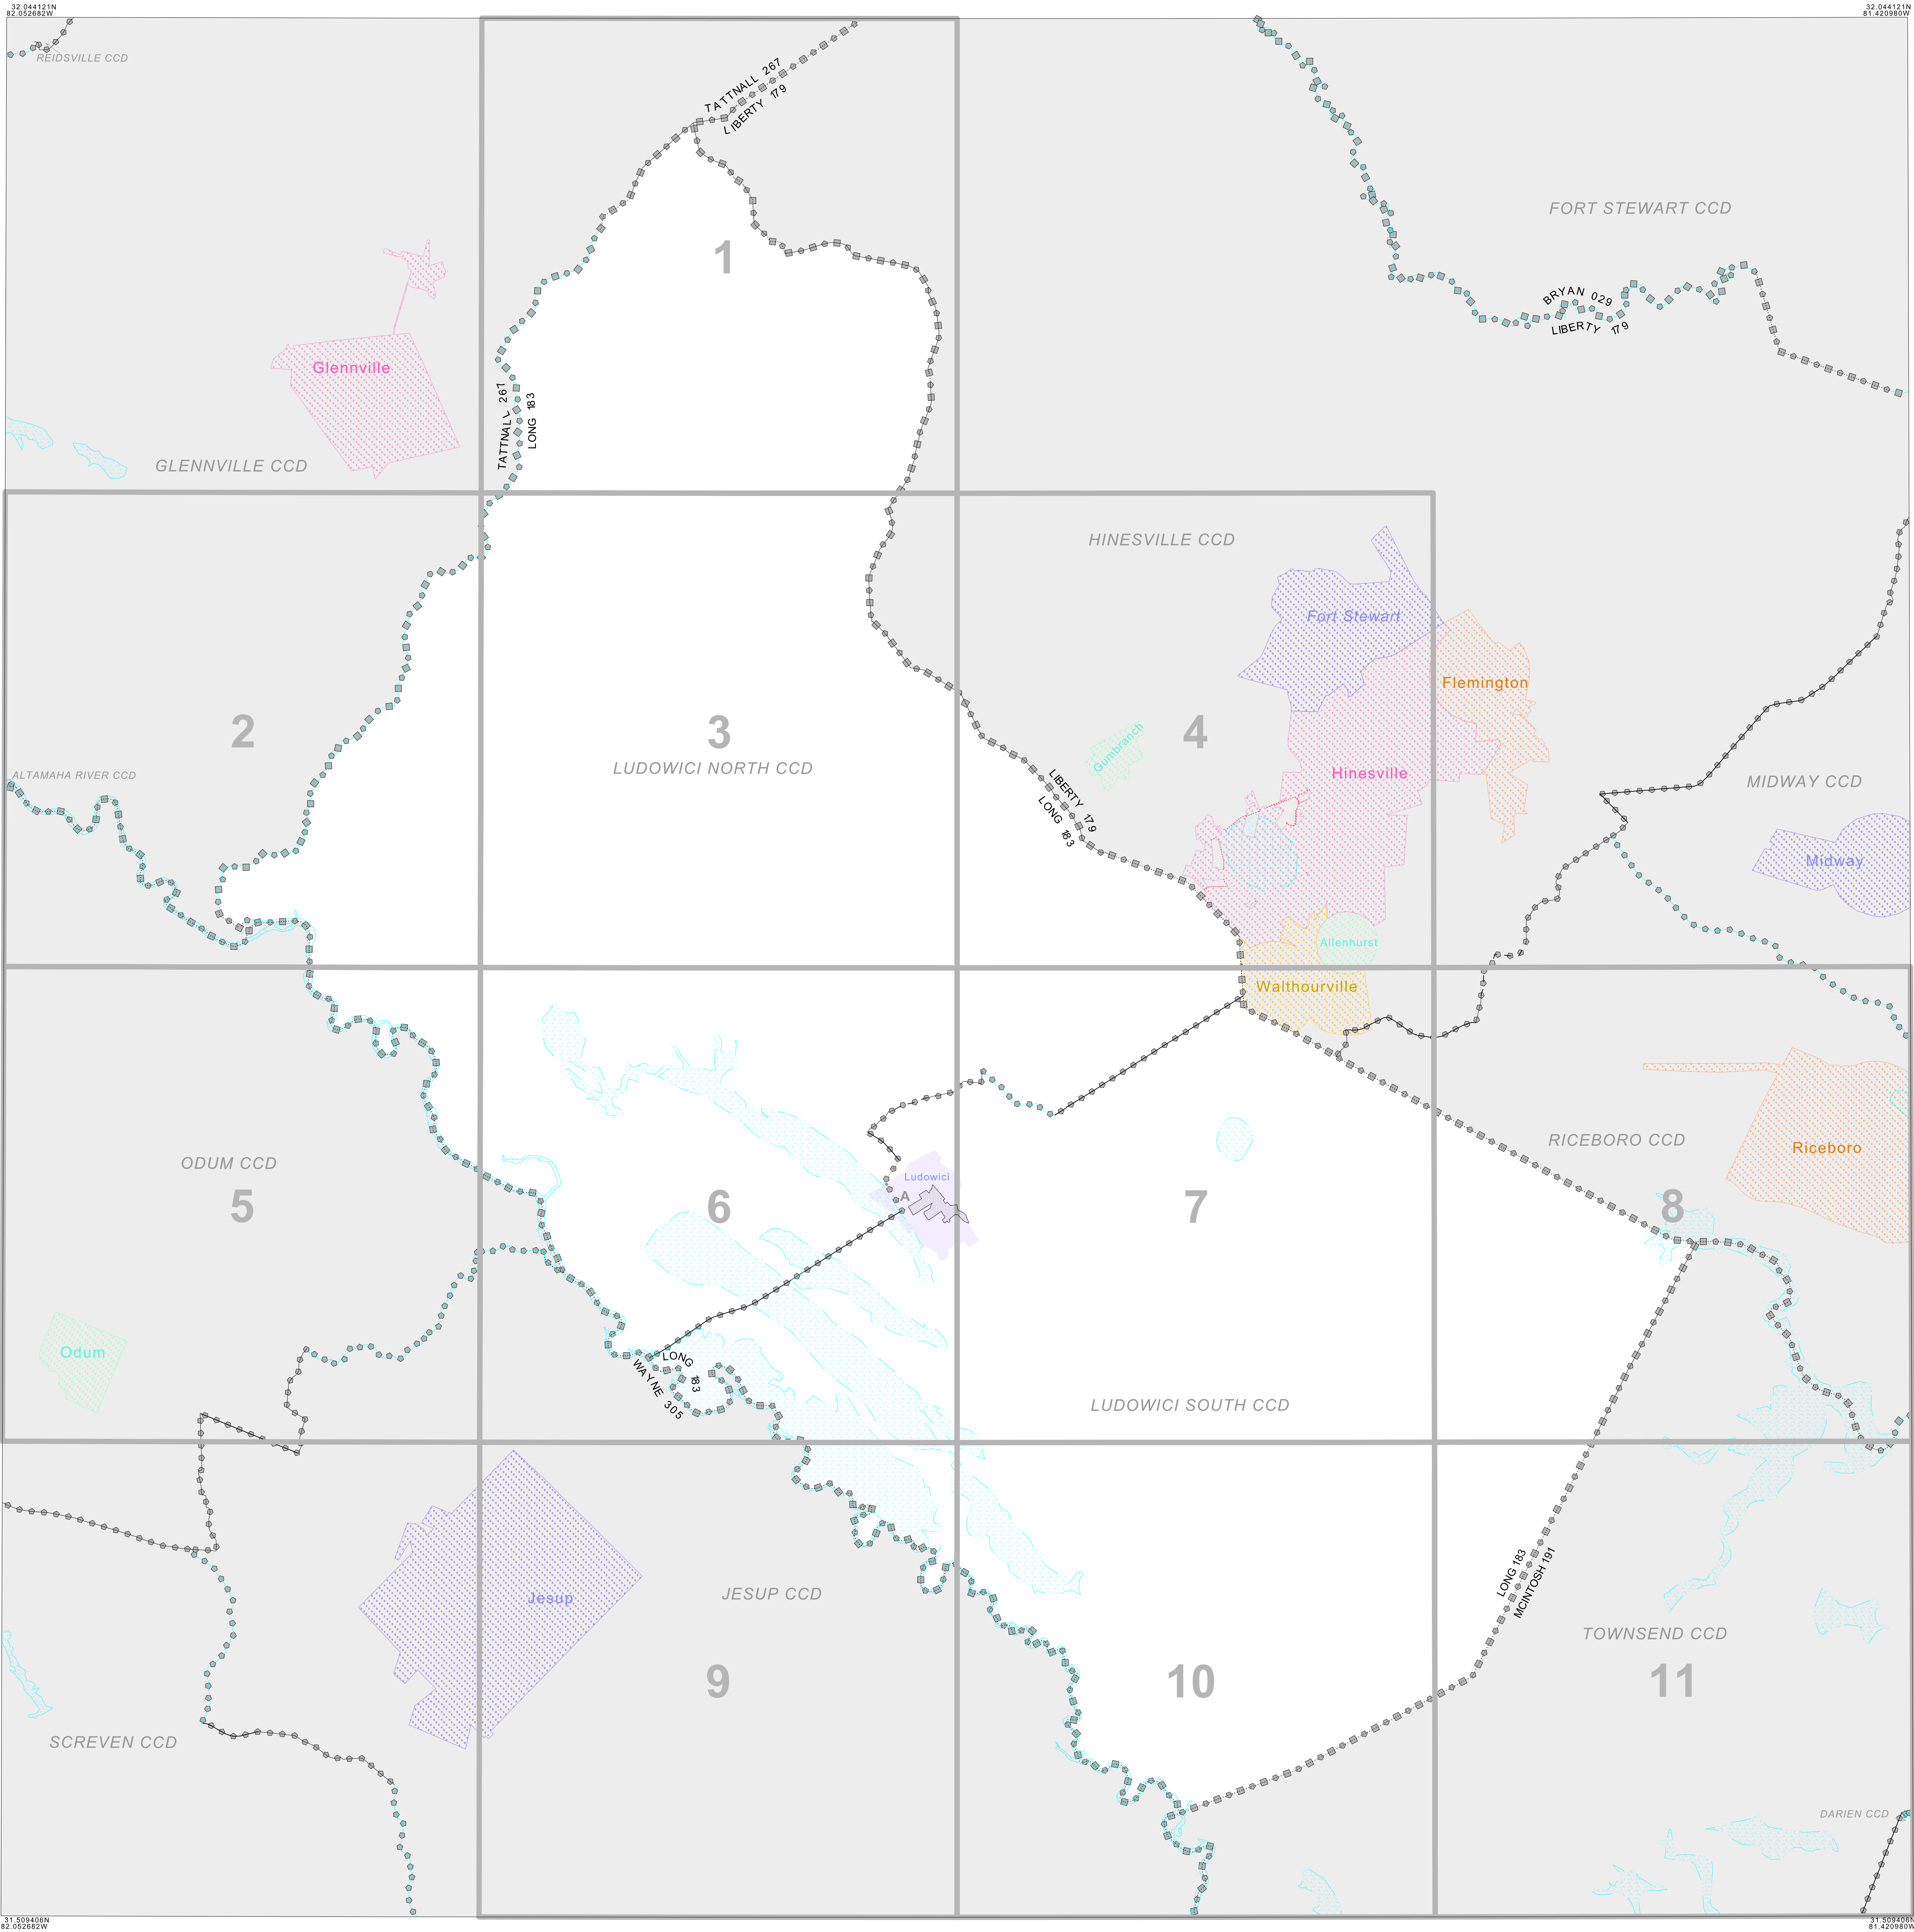 32.044121N
82.052682W
32.044121N
81.420980W
REIDSVILLE CCD
TATTNALL 267
LIBERTY 179
FORT STEWART CCD
1
BRYAN 029
LIBERTY 179
Glennville
TATTNALL 267
LONG 183
GLENNVILLE CCD
HINESVILLE CCD
Fort Stewart
Flemington
2
3
4
Gumbranch
LUDOWICI NORTH CCD
Hinesville
ALTAMAHA RIVER CCD
MIDWAY CCD
LIBERTY 179
LONG 183
Midway
Allenhurst
Walthourville
RICEBORO CCD
Riceboro
ODUM CCD
Ludowici
A
5
6
7
8
Odum
LONG 183
WAYNE 305
LUDOWICI SOUTH CCD
LONG 183
MCINTOSH 191
JESUP CCD
Jesup
TOWNSEND CCD
9
10
11
SCREVEN CCD
DARIEN CCD
31.509406N
82.052682W
31.509406N
81.420980W